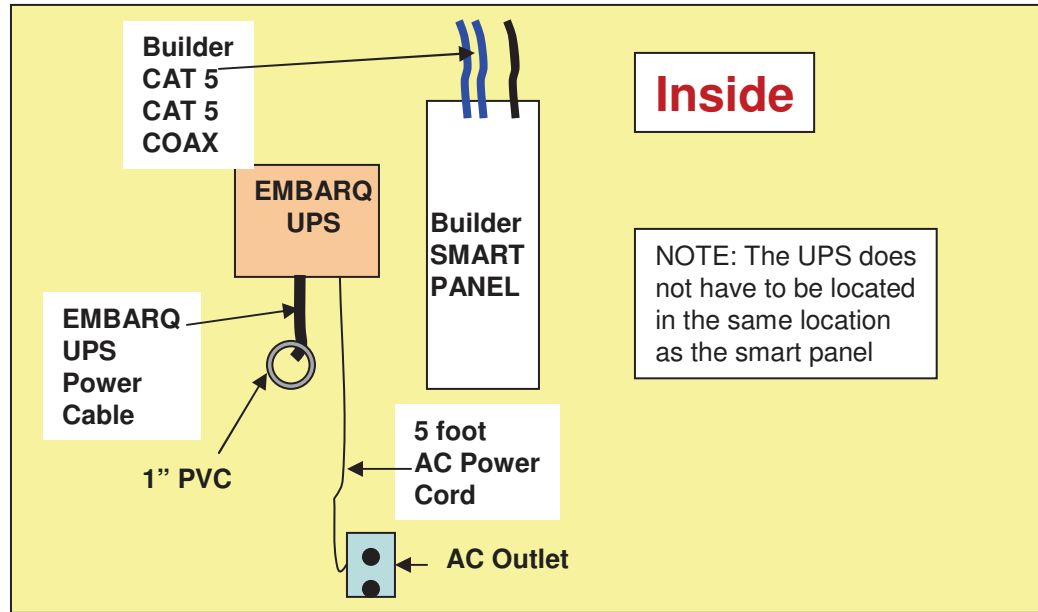 Builder
CAT 5
CAT 5
COAX
Inside
EMBARQ
UPS
Builder
SMART
PANEL
NOTE: The UPS does
not have to be located
in the same location
as the smart panel
EMBARQ
UPS
Power
Cable
1” PVC
5 foot
AC Power
Cord
AC Outlet